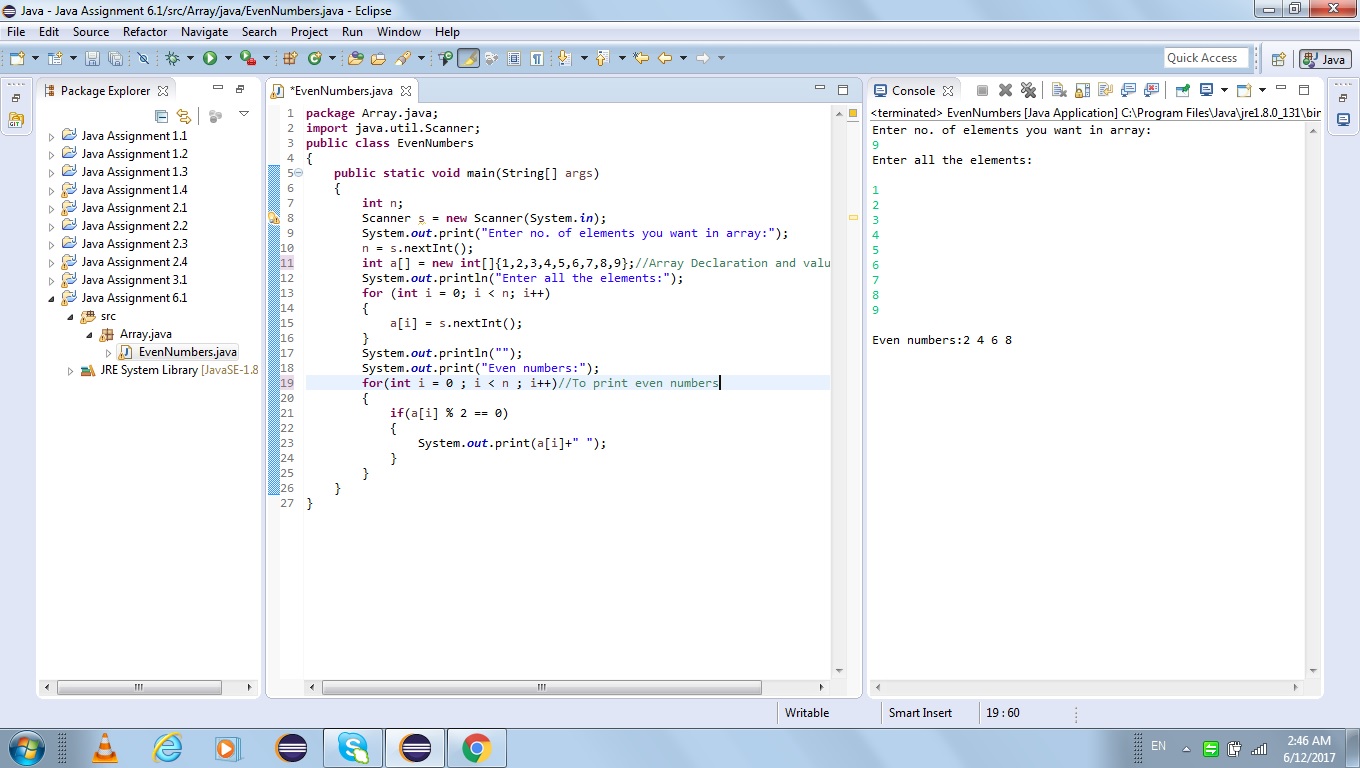 Java - Java Assignment 6.1/src/Array/java/EvenNumbers.java - Eclipse
File Edit Source Refactor Navigate Search Project Run Window Help
Quick Access
Java
Package Explorer
Java Assignment 1.1
Java Assignment 1.2
Java Assignment 1.3
Java Assignment 1.4
Java Assignment 2.1
Java Assignment 2.2
Java Assignment 2.3
Java Assignment 2.4
Java Assignment 3.1
Java Assignment 6.1
src
Array.java
EvenNumbers.java
JRE System Library [JavaSE-1.8
*EvenNumbers.java
1 package Array.java;
2 import java.util.Scanner;
3 public class EvenNumbers
4 {
5 public static void main(String[] args)
6 {
7 int n;
8 Scanner s = new Scanner(System.in);
9 System.out.print("Enter no. of elements you want in array:");
10 n = s.nextInt();
11 int a[] = new int[]{1,2,3,4,5,6,7,8,9};//Array Declaration and valu
12 System.out.println("Enter all the elements:");
13 for (int i = 0; i < n; i++)
14 {
15 a[i] = s.nextInt();
16 }
17 System.out.println("");
18 System.out.print("Even numbers:");
19 for(int i = 0 ; i < n ; i++)//To print even numbers
20 {
21 if(a[i] % 2 == 0)
22 {
23 System.out.print(a[i]+" ");
24 }
25 }
26 }
27 }
Console
<terminated> EvenNumbers [Java Application] C:\Program Files\Java\jre1.8.0_131\bin
Enter no. of elements you want in array:
9
Enter all the elements:
1
2
3
4
5
6
7
8
9
Even numbers:2 4 6 8
Writable
Smart Insert
19 : 60
EN
2:46 AM
6/12/2017